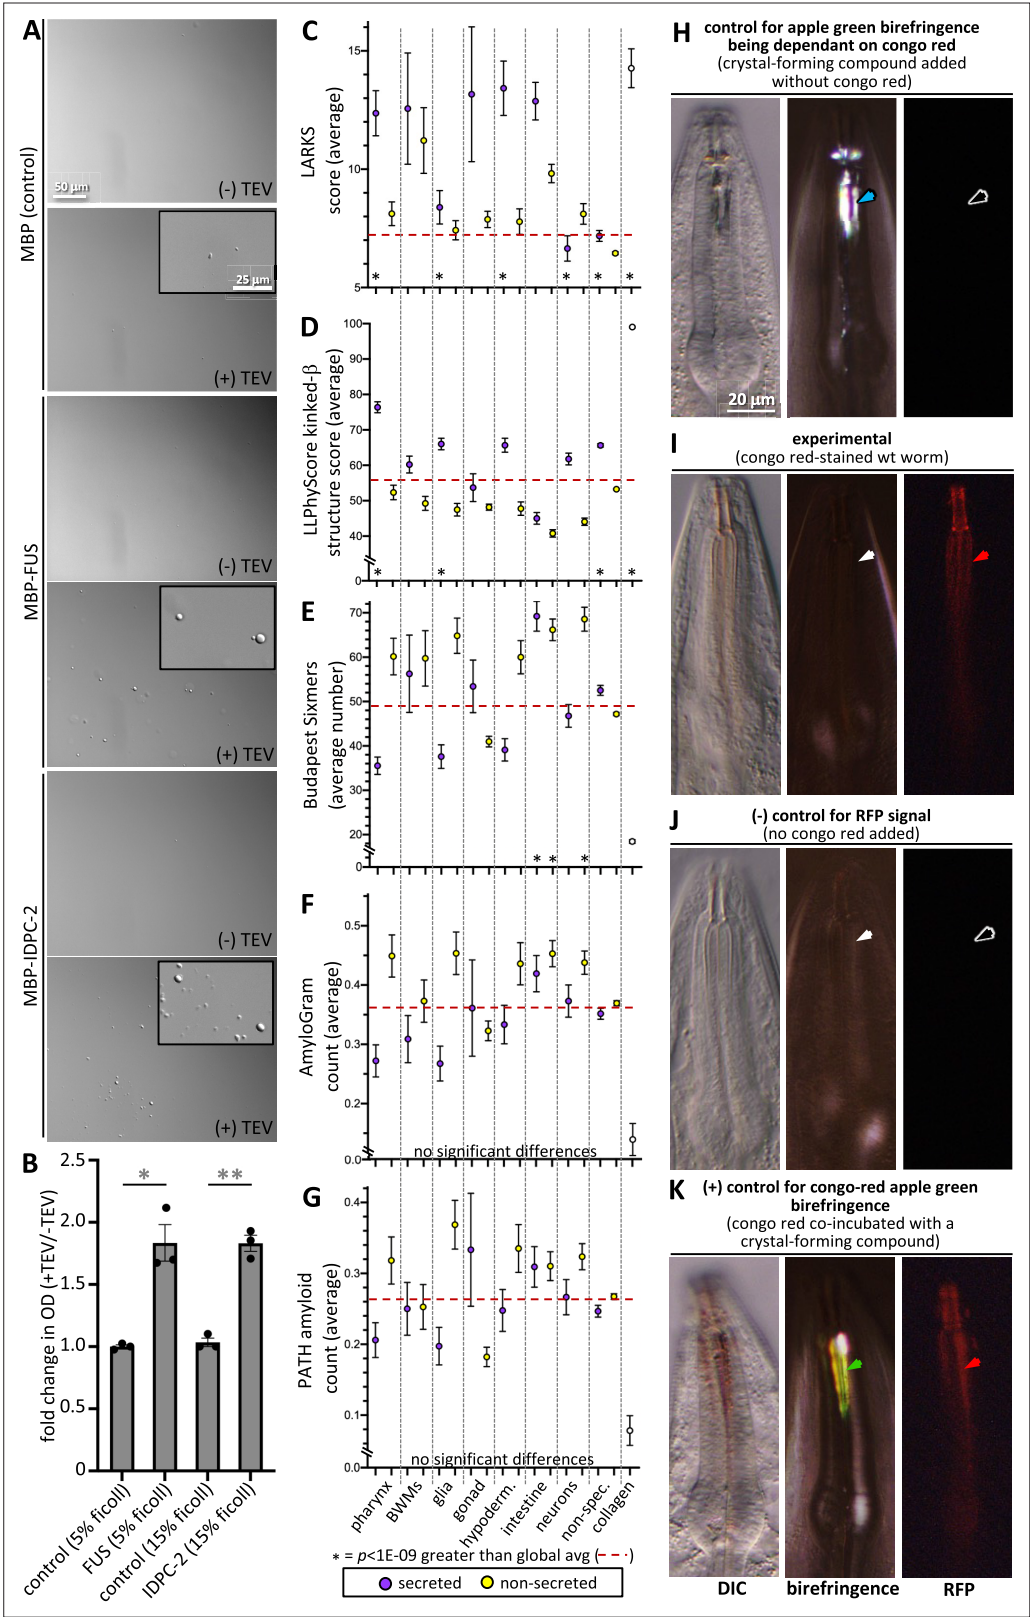 A
MBP (control)
50 µm
(-) TEV
25 µm
(+) TEV
MBP-FUS
(-) TEV
(+) TEV
MBP-IDPC-2
(-) TEV
(+) TEV
B
fold change in OD (+TEV/-TEV)
2.5
2.0
1.5
1.0
0.5
0
*
**
control (5% ficoll)
FUS (5% ficoll)
control (15% ficoll)
IDPC-2 (15% ficoll)
C
LARKS
score (average)
15
10
5
* * * * * *
D
LLPhyScore kinked-β
structure score (average)
100
80
70
60
50
40
0
* * * *
E
Budapest Sixmers
(average number)
70
60
50
40
30
20
0
* * *
F
AmyloGram
count (average)
0.5
0.4
0.3
0.2
0.0
no significant differences
G
PATH amyloid
count (average)
0.4
0.3
0.2
0.1
0.0
no significant differences
pharynx
BWMs
glia
gonad
hypoderm.
intestine
neurons
non-spec.
collagen
* = p<1E-09 greater than global avg (---)
secreted
non-secreted
H
control for apple green birefringence
being dependant on congo red
(crystal-forming compound added
without congo red)
20 µm
I
experimental
(congo red-stained wt worm)
J
(-) control for RFP signal
(no congo red added)
K
(+) control for congo-red apple green
birefringence
(congo red co-incubated with a
crystal-forming compound)
DIC
birefringence
RFP